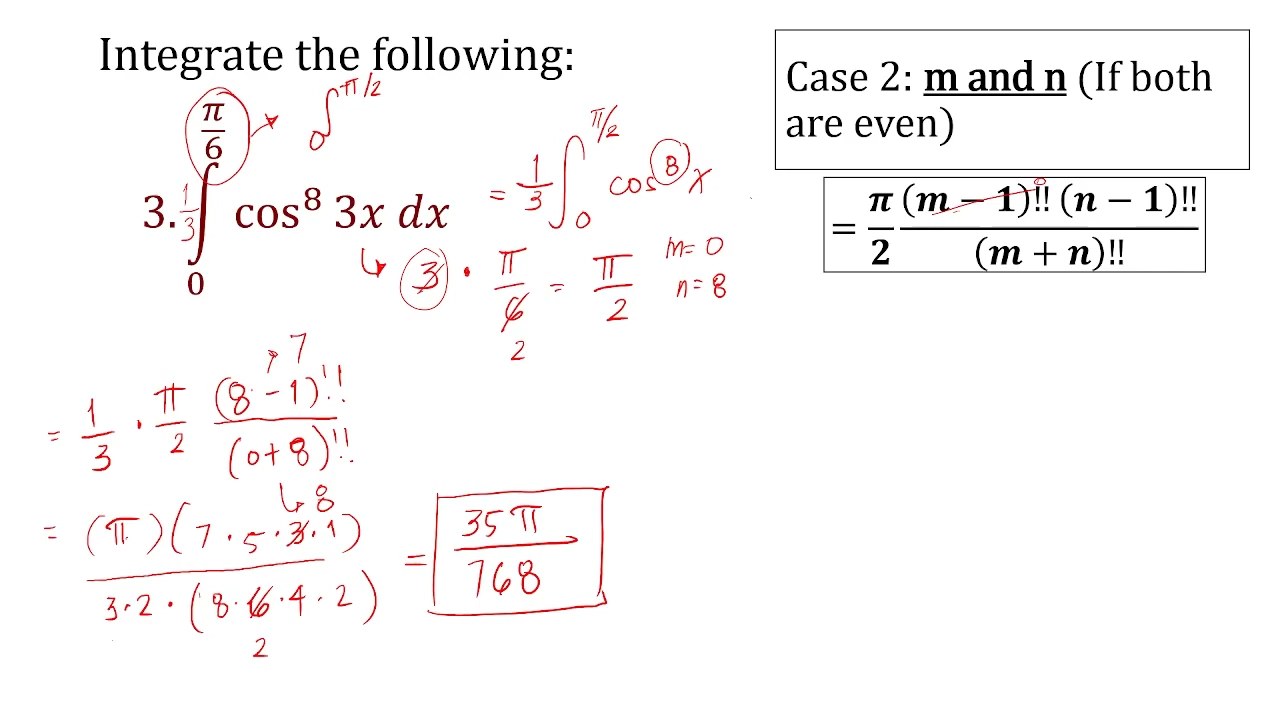 Integrate the following:
Case 2: m and n (If both
are even)
= π/2 (m − 1)!! (n − 1)!! / (m + n)!!
0
3. ∫₀^(π/6) cos⁸ 3x dx
1/3
∫₀^(π/2)
= 1/3 ∫₀^(π/2) cos⁸ x
3 · π/6 = π/2
2
m = 0
n = 8
= 1/3 · π/2 (8 − 1)!! / (0 + 8)!!
7
8
= (π)(7 · 5 · 3 · 1) / 3 · 2 · (8 · 6 · 4 · 2)
2
= 35π / 768